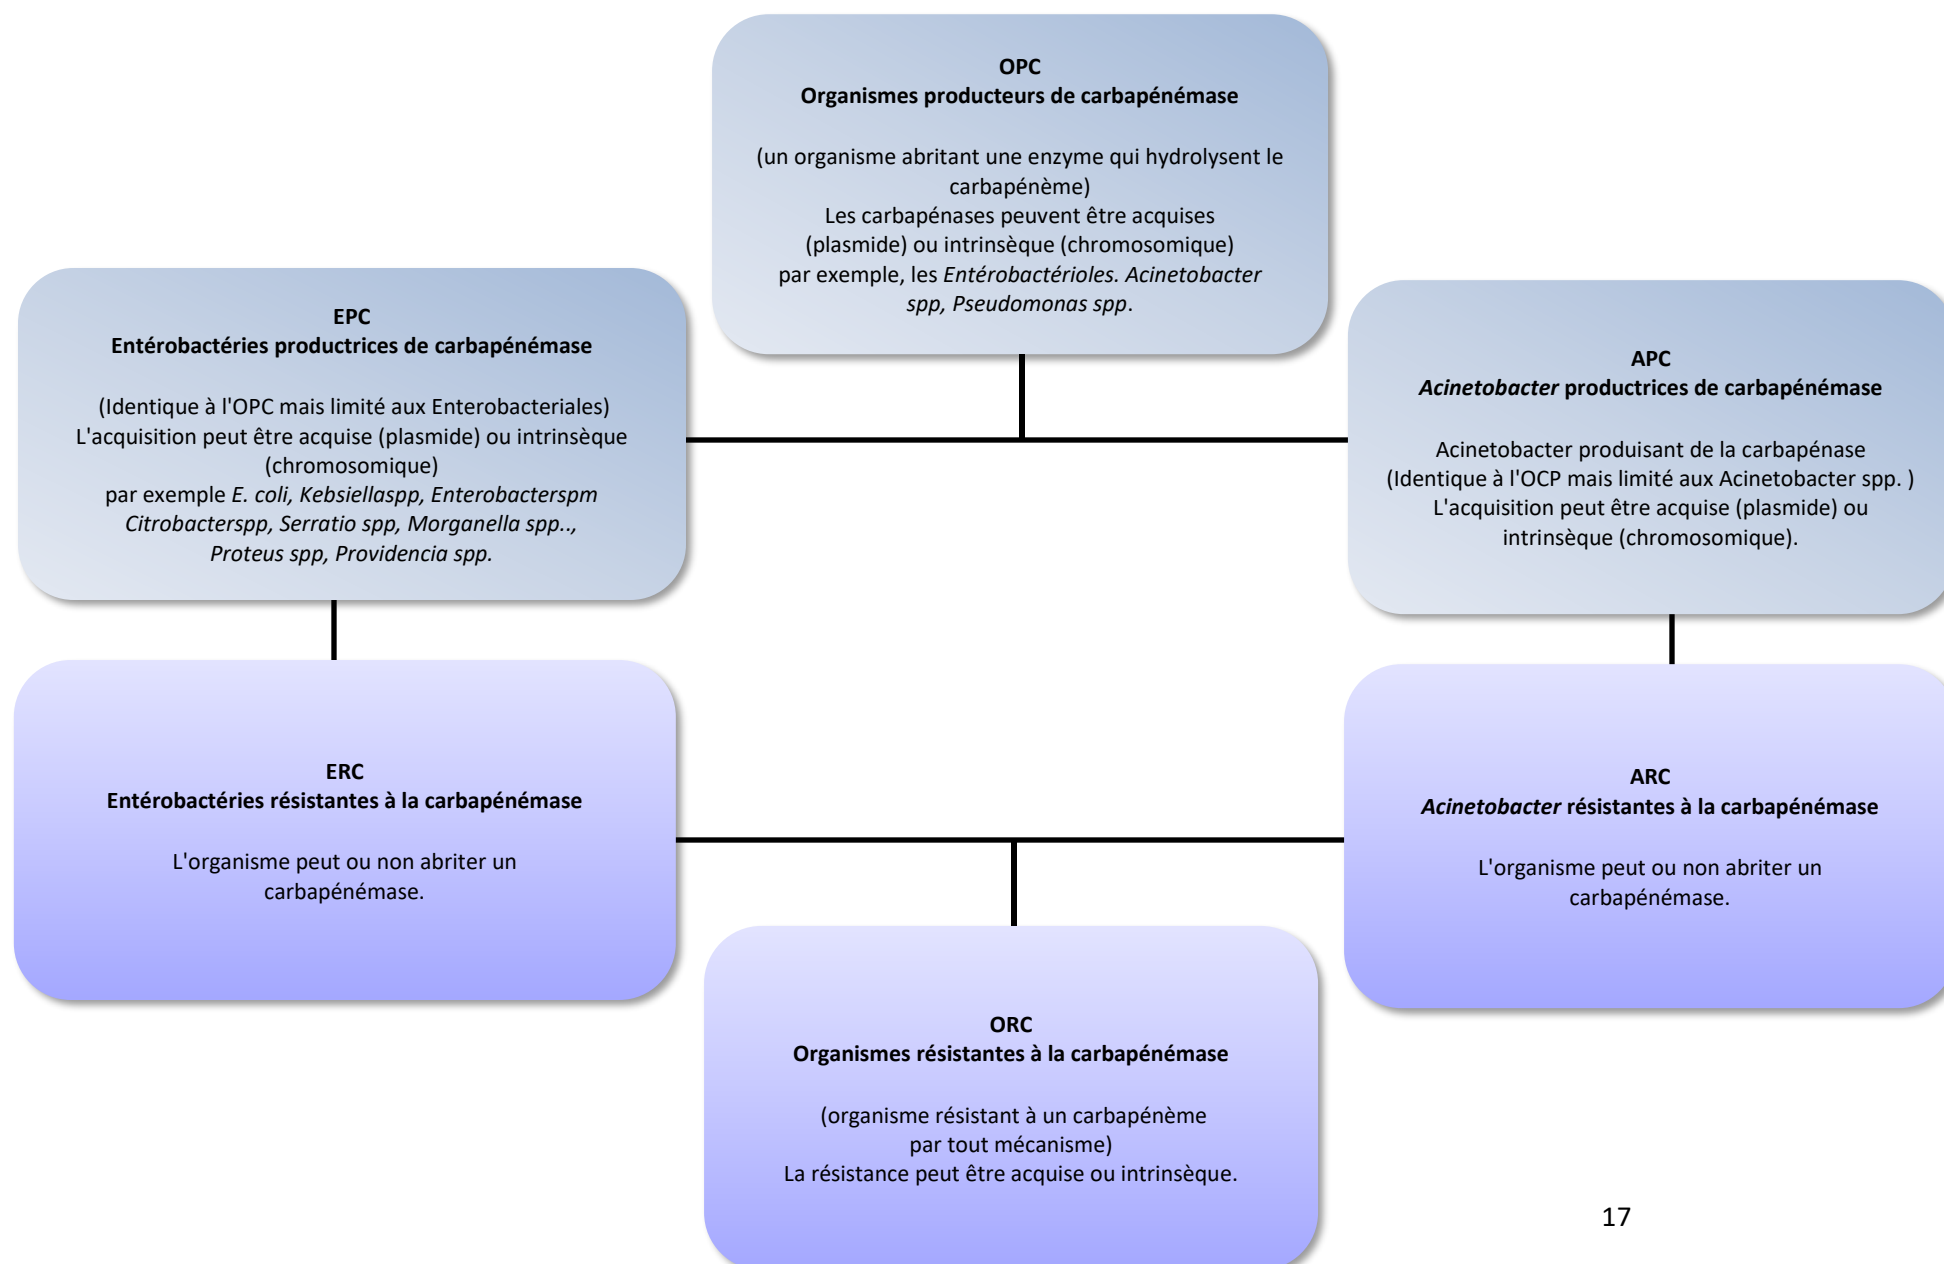 OPC
Organismes producteurs de carbapénémase
(un organisme abritant une enzyme qui hydrolysent le
carbapénème)
Les carbapénases peuvent être acquises
(plasmide) ou intrinsèque (chromosomique)
par exemple, les Entérobactérioles. Acinetobacter
spp, Pseudomonas spp.
EPC
Entérobactéries productrices de carbapénémase
(Identique à l'OPC mais limité aux Enterobacteriales)
L'acquisition peut être acquise (plasmide) ou intrinsèque
(chromosomique)
par exemple E. coli, Kebsiellaspp, Enterobacterspm
Citrobacterspp, Serratio spp, Morganella spp..,
Proteus spp, Providencia spp.
APC
Acinetobacter productrices de carbapénémase
Acinetobacter produisant de la carbapénase
(Identique à l'OCP mais limité aux Acinetobacter spp. )
L'acquisition peut être acquise (plasmide) ou
intrinsèque (chromosomique).
ERC
Entérobactéries résistantes à la carbapénémase
L'organisme peut ou non abriter un
carbapénémase.
ARC
Acinetobacter résistantes à la carbapénémase
L'organisme peut ou non abriter un
carbapénémase.
ORC
Organismes résistantes à la carbapénémase
(organisme résistant à un carbapénème
par tout mécanisme)
La résistance peut être acquise ou intrinsèque.
17